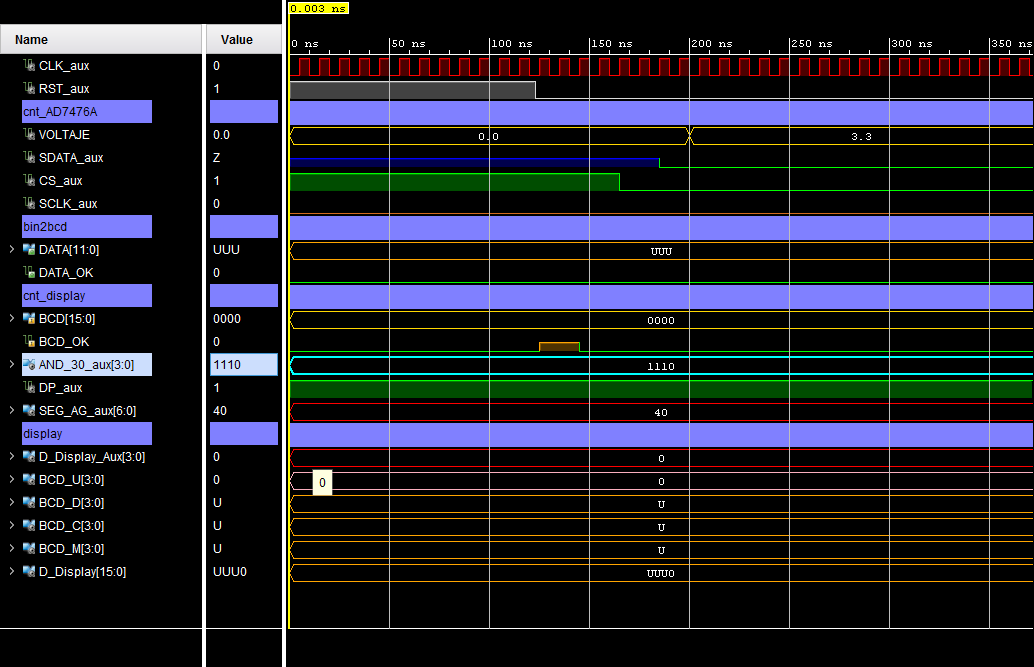 0.003 ns
Name Value 0 ns 50 ns 100 ns 150 ns 200 ns 250 ns 300 ns 350 ns
CLK_aux 0
RST_aux 1
cnt_AD7476A
VOLTAJE 0.0 0.0 3.3
SDATA_aux Z
CS_aux 1
SCLK_aux 0
bin2bcd
DATA[11:0] UUU UUU
DATA_OK 0
cnt_display
BCD[15:0] 0000 0000
BCD_OK 0
AND_30_aux[3:0] 1110 1110
DP_aux 1
SEG_AG_aux[6:0] 40 40
display
D_Display_Aux[3:0] 0 0
BCD_U[3:0] 0 0 0
BCD_D[3:0] U U
BCD_C[3:0] U U
BCD_M[3:0] U U
D_Display[15:0] UUU0 UUU0